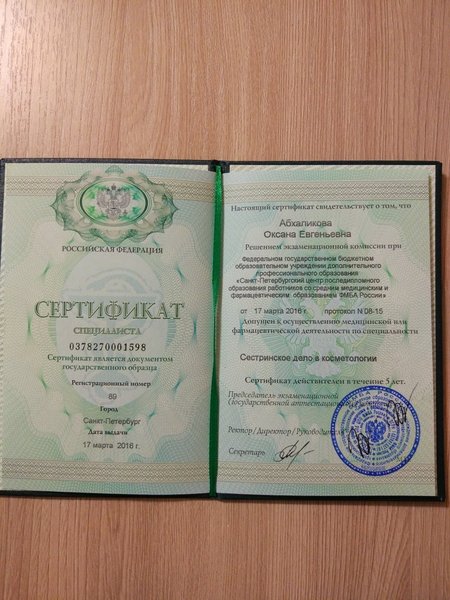 РОССИЙСКАЯ ФЕДЕРАЦИЯ
СЕРТИФИКАТ
СПЕЦИАЛИСТА
0378270001598
Сертификат является документом
государственного образца
Регистрационный номер
69
Город
Санкт-Петербург
Дата выдачи
17 марта 2016 г.
Настоящий сертификат свидетельствует о том, что
Абхаликова
Оксана Евгеньевна
Решением экзаменационной комиссии при
Федеральном государственном бюджетном
образовательном учреждении дополнительного
профессионального образования
«Санкт-Петербургский центр последипломного
образования работников со средним медицинским и
фармацевтическим образованием ФМБА России»
от 17 марта 2016 г. протокол N 08-15
Допущен к осуществлению медицинской или
фармацевтической деятельности по специальности
Сестринское дело в косметологии
Сертификат действителен в течение 5 лет.
Председатель экзаменационной
(Государственной аттестационной
Ректор/Директор/Руководитель
Секретарь